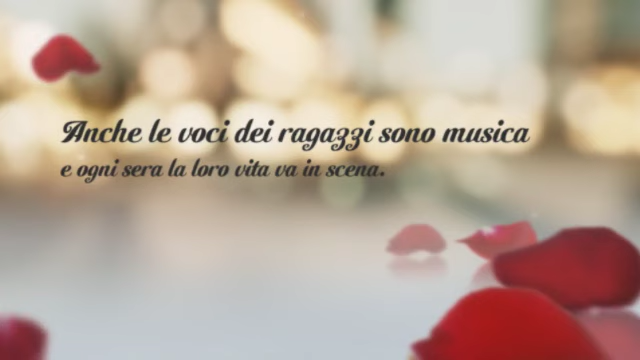 Anche le voci dei ragazzi sono musica
e ogni sera la loro vita va in scena.